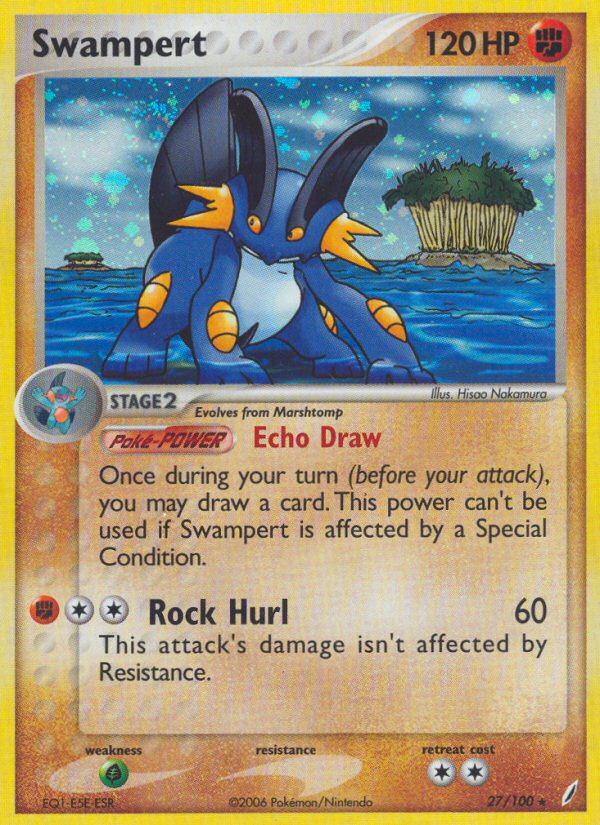 Swampert 120 HP
Illus. Hisao Nakamura
STAGE2
Evolves from Marshtomp
Poké-POWER Echo Draw
Once during your turn (before your attack),
you may draw a card. This power can't be
used if Swampert is affected by a Special
Condition.
Rock Hurl 60
This attack's damage isn't affected by
Resistance.
weakness resistance retreat cost
EQ1-E5E-ESR ©2006 Pokémon/Nintendo 27/100 ★